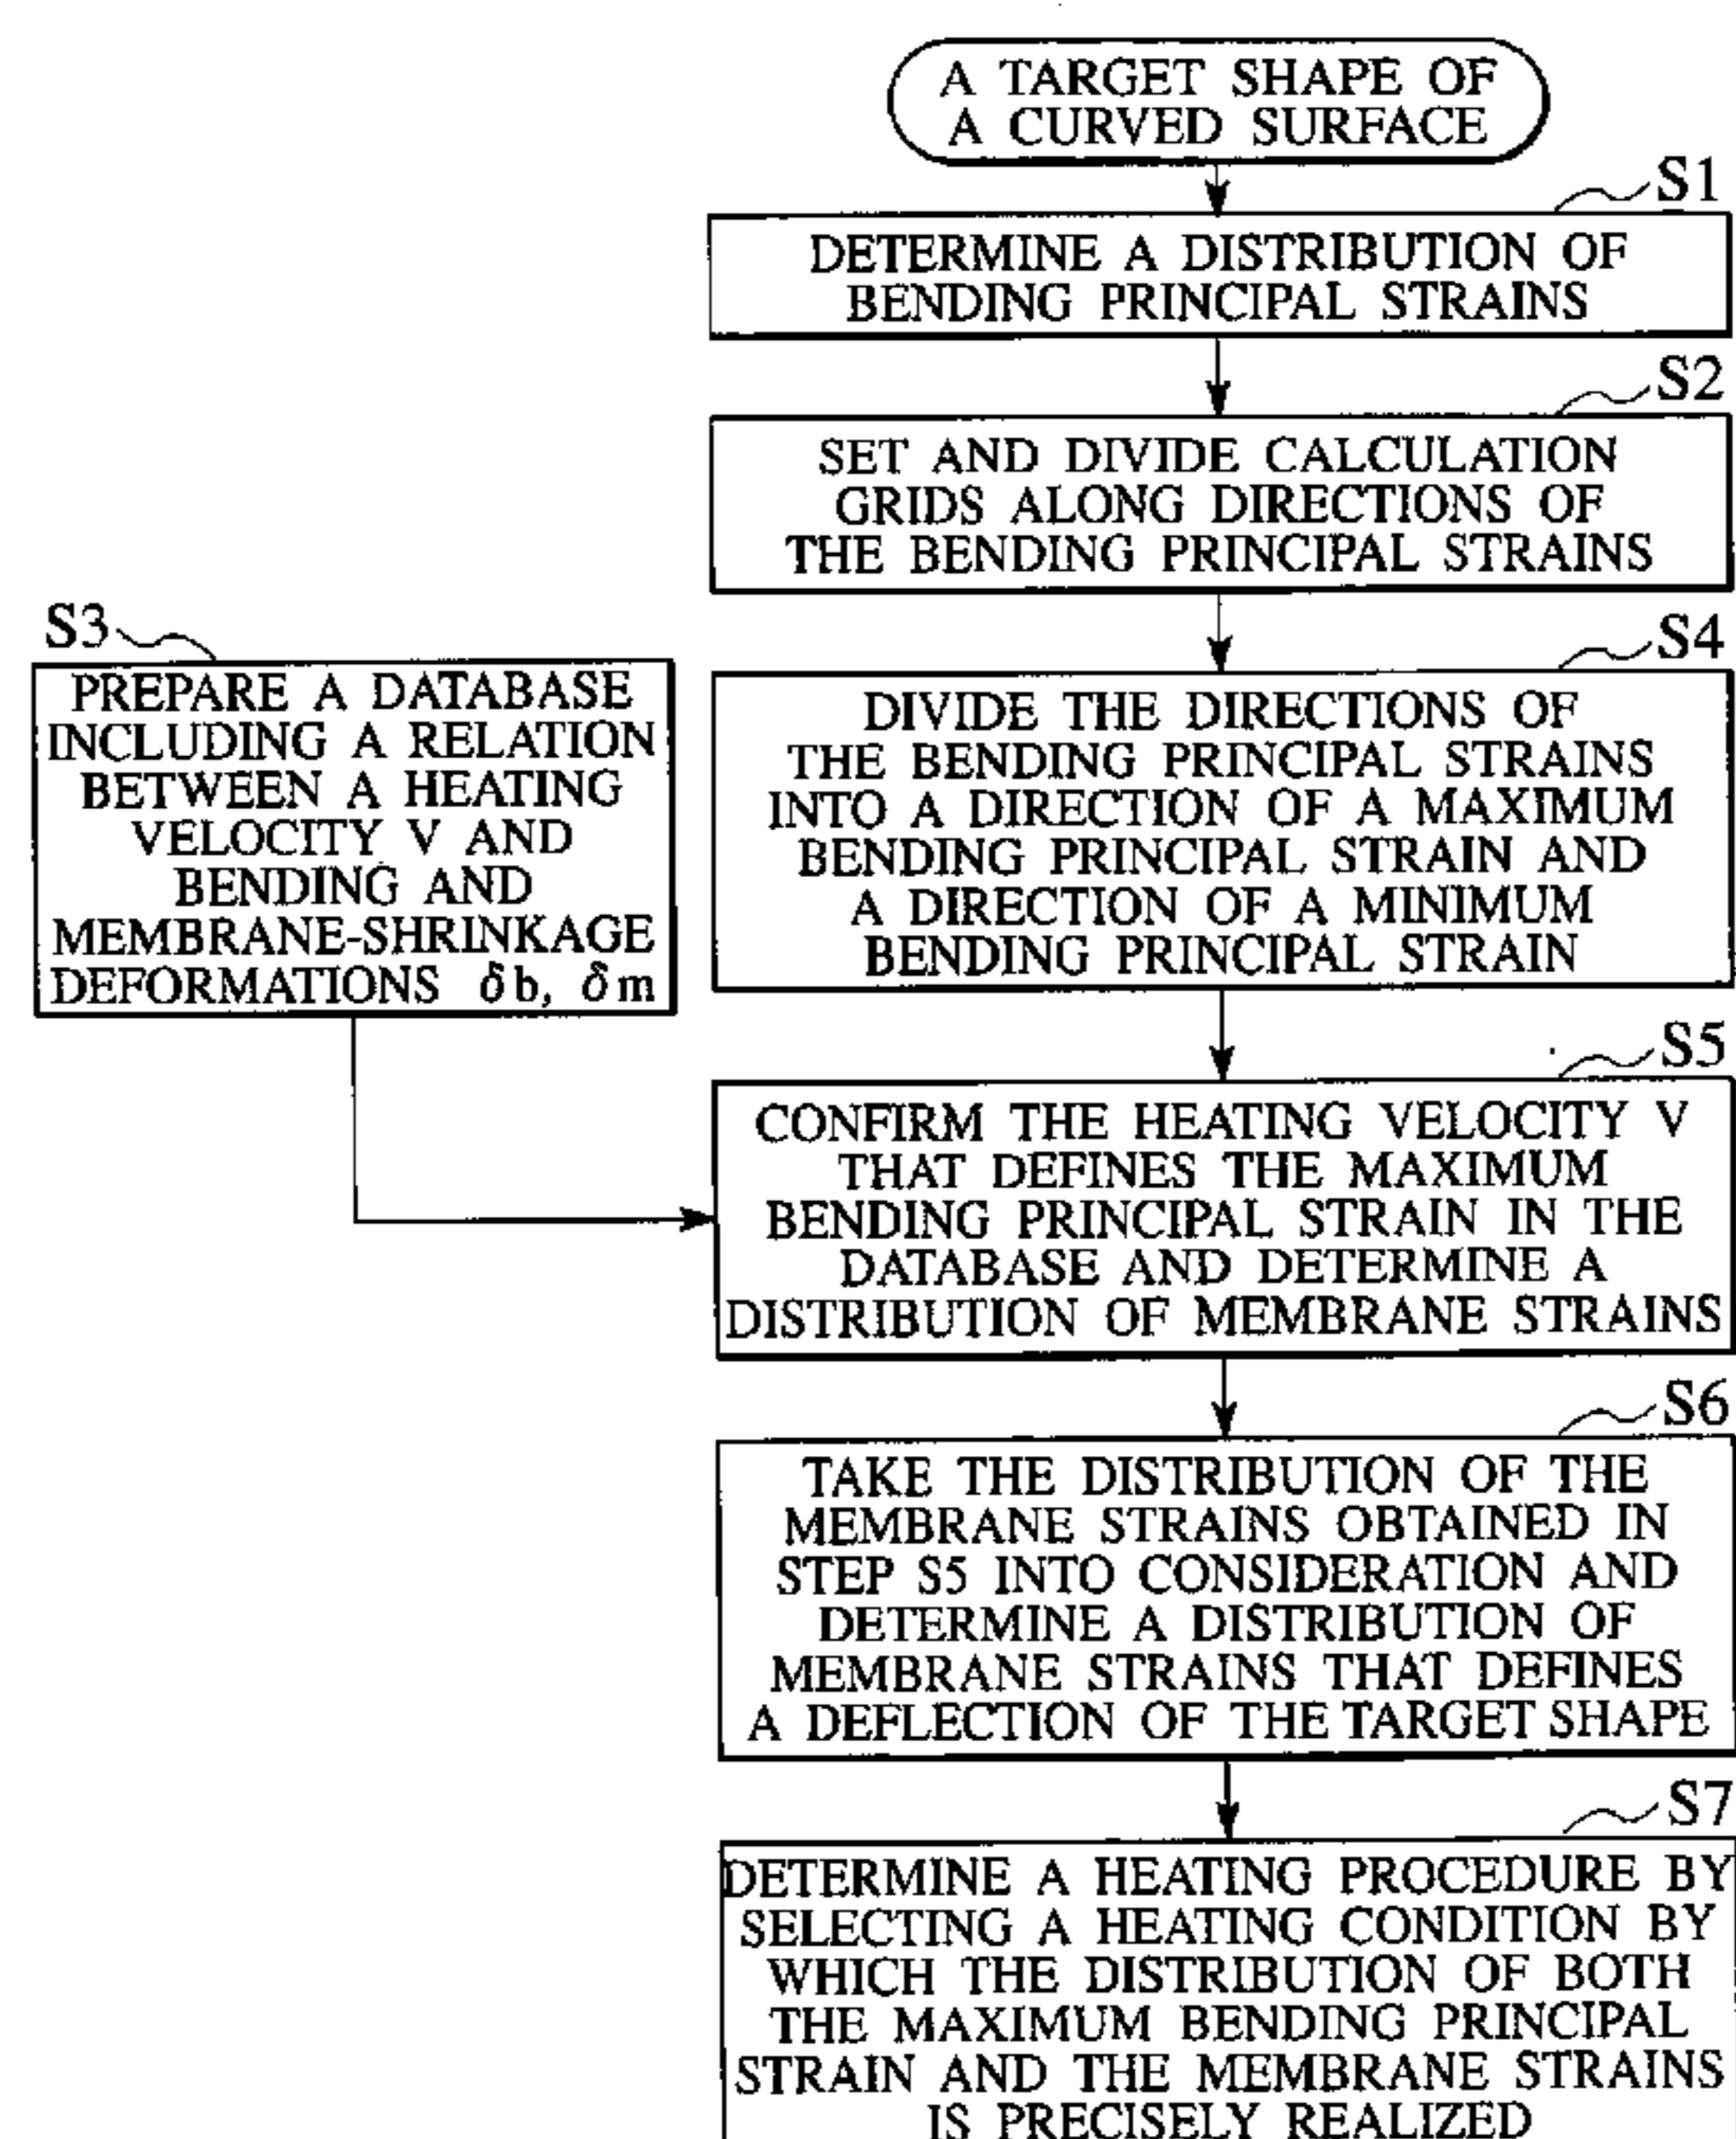 A TARGET SHAPE OF
A CURVED SURFACE
S1
DETERMINE A DISTRIBUTION OF
BENDING PRINCIPAL STRAINS
S2
SET AND DIVIDE CALCULATION
GRIDS ALONG DIRECTIONS OF
THE BENDING PRINCIPAL STRAINS
S3
PREPARE A DATABASE
INCLUDING A RELATION
BETWEEN A HEATING
VELOCITY V AND
BENDING AND
MEMBRANE-SHRINKAGE
DEFORMATIONS δb, δm
S4
DIVIDE THE DIRECTIONS OF
THE BENDING PRINCIPAL STRAINS
INTO A DIRECTION OF A MAXIMUM
BENDING PRINCIPAL STRAIN AND
A DIRECTION OF A MINIMUM
BENDING PRINCIPAL STRAIN
S5
CONFIRM THE HEATING VELOCITY V
THAT DEFINES THE MAXIMUM
BENDING PRINCIPAL STRAIN IN THE
DATABASE AND DETERMINE A
DISTRIBUTION OF MEMBRANE STRAINS
S6
TAKE THE DISTRIBUTION OF THE
MEMBRANE STRAINS OBTAINED IN
STEP S5 INTO CONSIDERATION AND
DETERMINE A DISTRIBUTION OF
MEMBRANE STRAINS THAT DEFINES
A DEFLECTION OF THE TARGET SHAPE
S7
DETERMINE A HEATING PROCEDURE BY
SELECTING A HEATING CONDITION BY
WHICH THE DISTRIBUTION OF BOTH
THE MAXIMUM BENDING PRINCIPAL
STRAIN AND THE MEMBRANE STRAINS
IS PRECISELY REALIZED